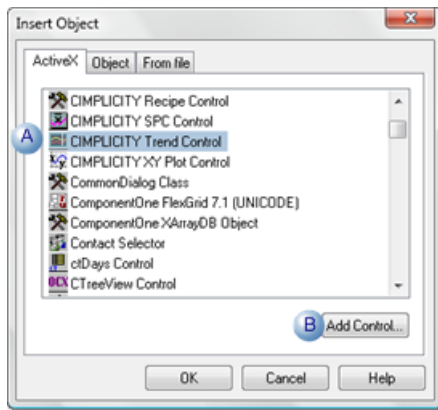 Insert Object
ActiveX Object From file
CIMPLICITY Recipe Control
CIMPLICITY SPC Control
A CIMPLICITY Trend Control
CIMPLICITY XY Plot Control
CommonDialog Class
ComponentOne FlexGrid 7.1 (UNICODE)
ComponentOne XArrayDB Object
Contact Selector
ctDays Control
OCX CTreeView Control
B Add Control...
OK Cancel Help